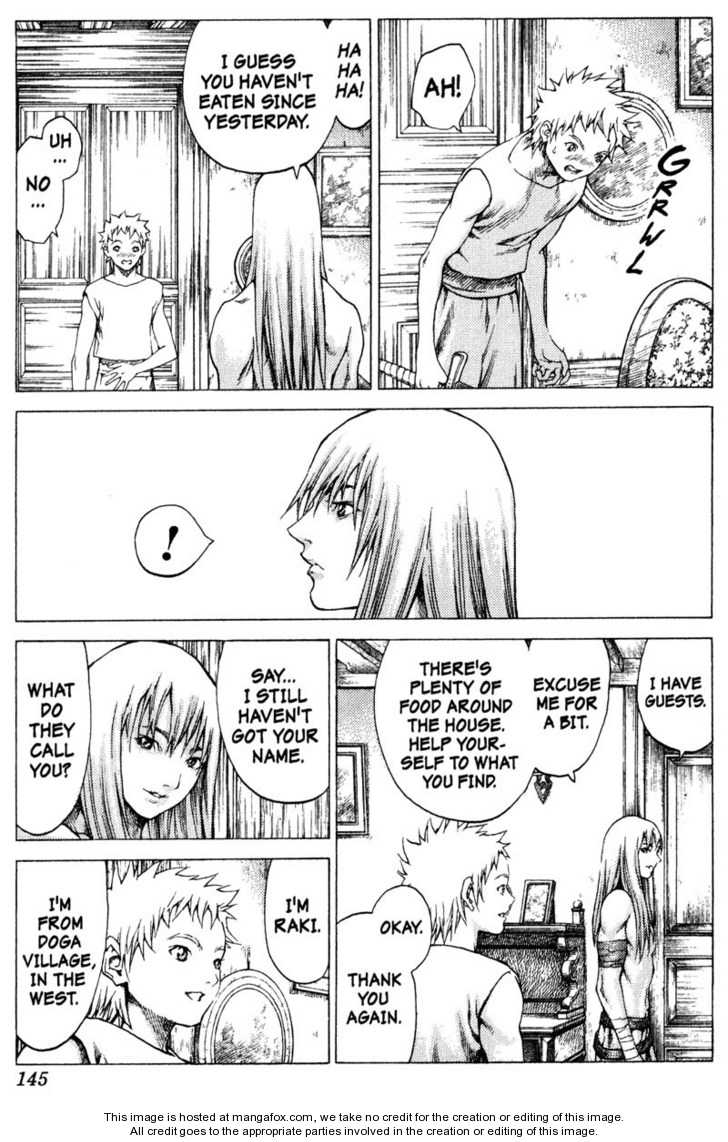 AH!
GRRWL
HA
HA
HA!
I GUESS
YOU HAVEN'T
EATEN SINCE
YESTERDAY.
UH
...
NO
...
!
I HAVE
GUESTS.
EXCUSE
ME FOR
A BIT.
THERE'S
PLENTY OF
FOOD AROUND
THE HOUSE.
HELP YOUR-
SELF TO WHAT
YOU FIND.
OKAY.
THANK
YOU
AGAIN.
SAY...
I STILL
HAVEN'T
GOT YOUR
NAME.
WHAT
DO
THEY
CALL
YOU?
I'M
RAKI.
I'M
FROM
DOGA
VILLAGE,
IN THE
WEST.
145
This image is hosted at mangafox.com, we take no credit for the creation or editing of this image.
All credit goes to the appropriate parties involved in the creation or editing of this image.